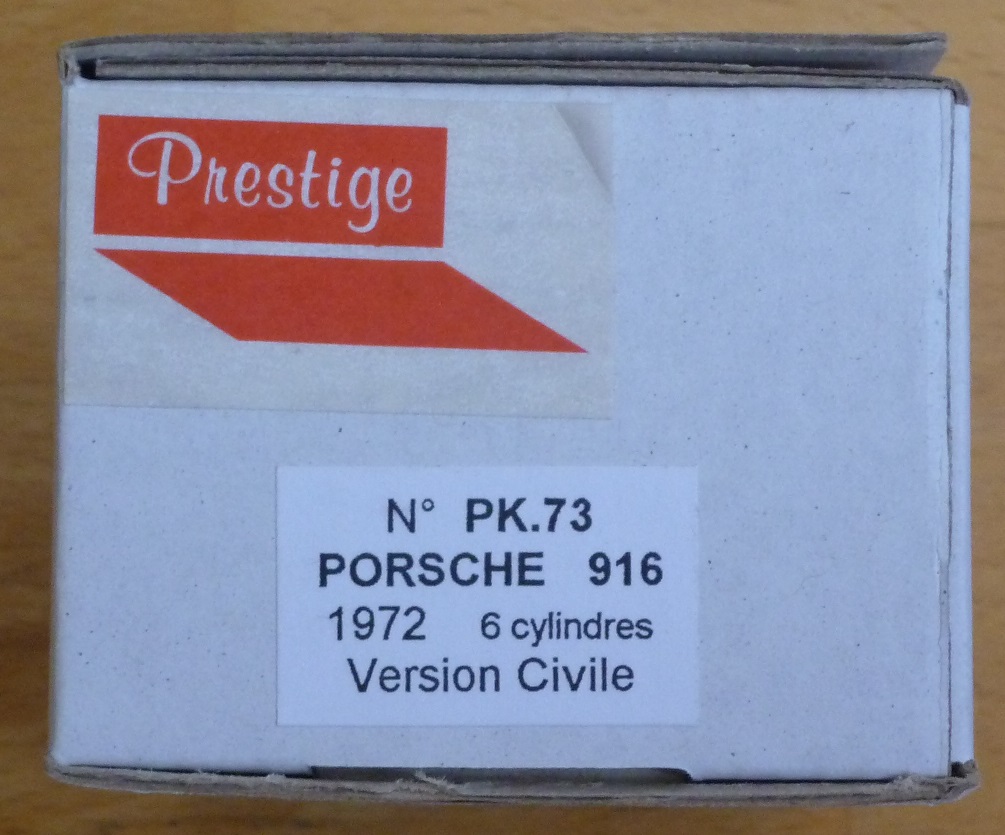 Prestige
N° PK.73
PORSCHE 916
1972 6 cylindres
Version Civile